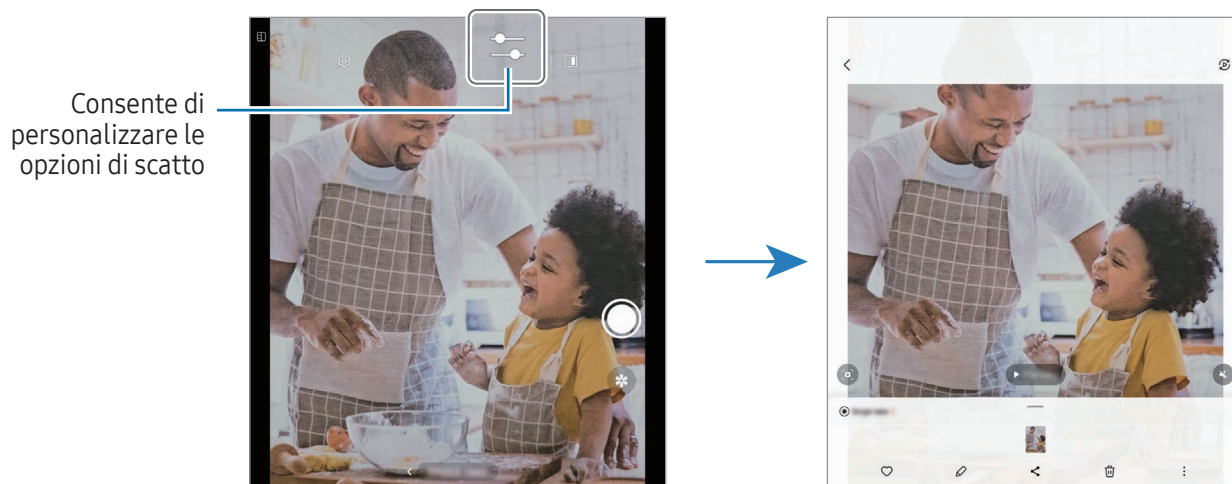 Consente di
personalizzare le
opzioni di scatto